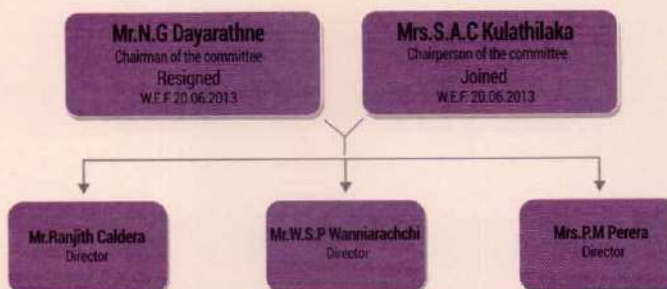 Mr.N.G Dayarathne
Chairman of the committee
Resigned
W.E.F 20.06.2013
Mrs.S.A.C Kulathilaka
Chairperson of the committee
Joined
W.E.F. 20.06.2013
Mr.Ranjith Caldera
Director
Mr.W.S.P Wanniarachchi
Director
Mrs.P.M Perera
Director